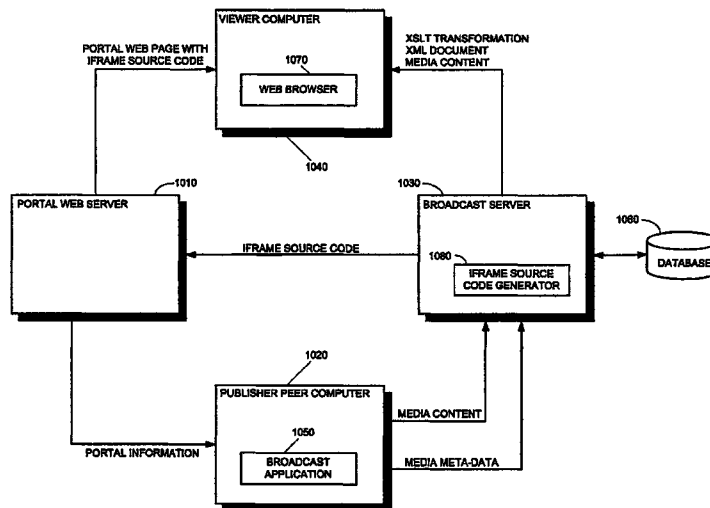 VIEWER COMPUTER
PORTAL WEB PAGE WITH
IFRAME SOURCE CODE
1070
WEB BROWSER
XSLT TRANSFORMATION
XML DOCUMENT
MEDIA CONTENT
1040
1010
PORTAL WEB SERVER
1030
BROADCAST SERVER
1060
DATABASE
IFRAME SOURCE CODE
1080
IFRAME SOURCE
CODE GENERATOR
1020
PUBLISHER PEER COMPUTER
MEDIA CONTENT
1050
BROADCAST
APPLICATION
PORTAL INFORMATION
MEDIA META-DATA